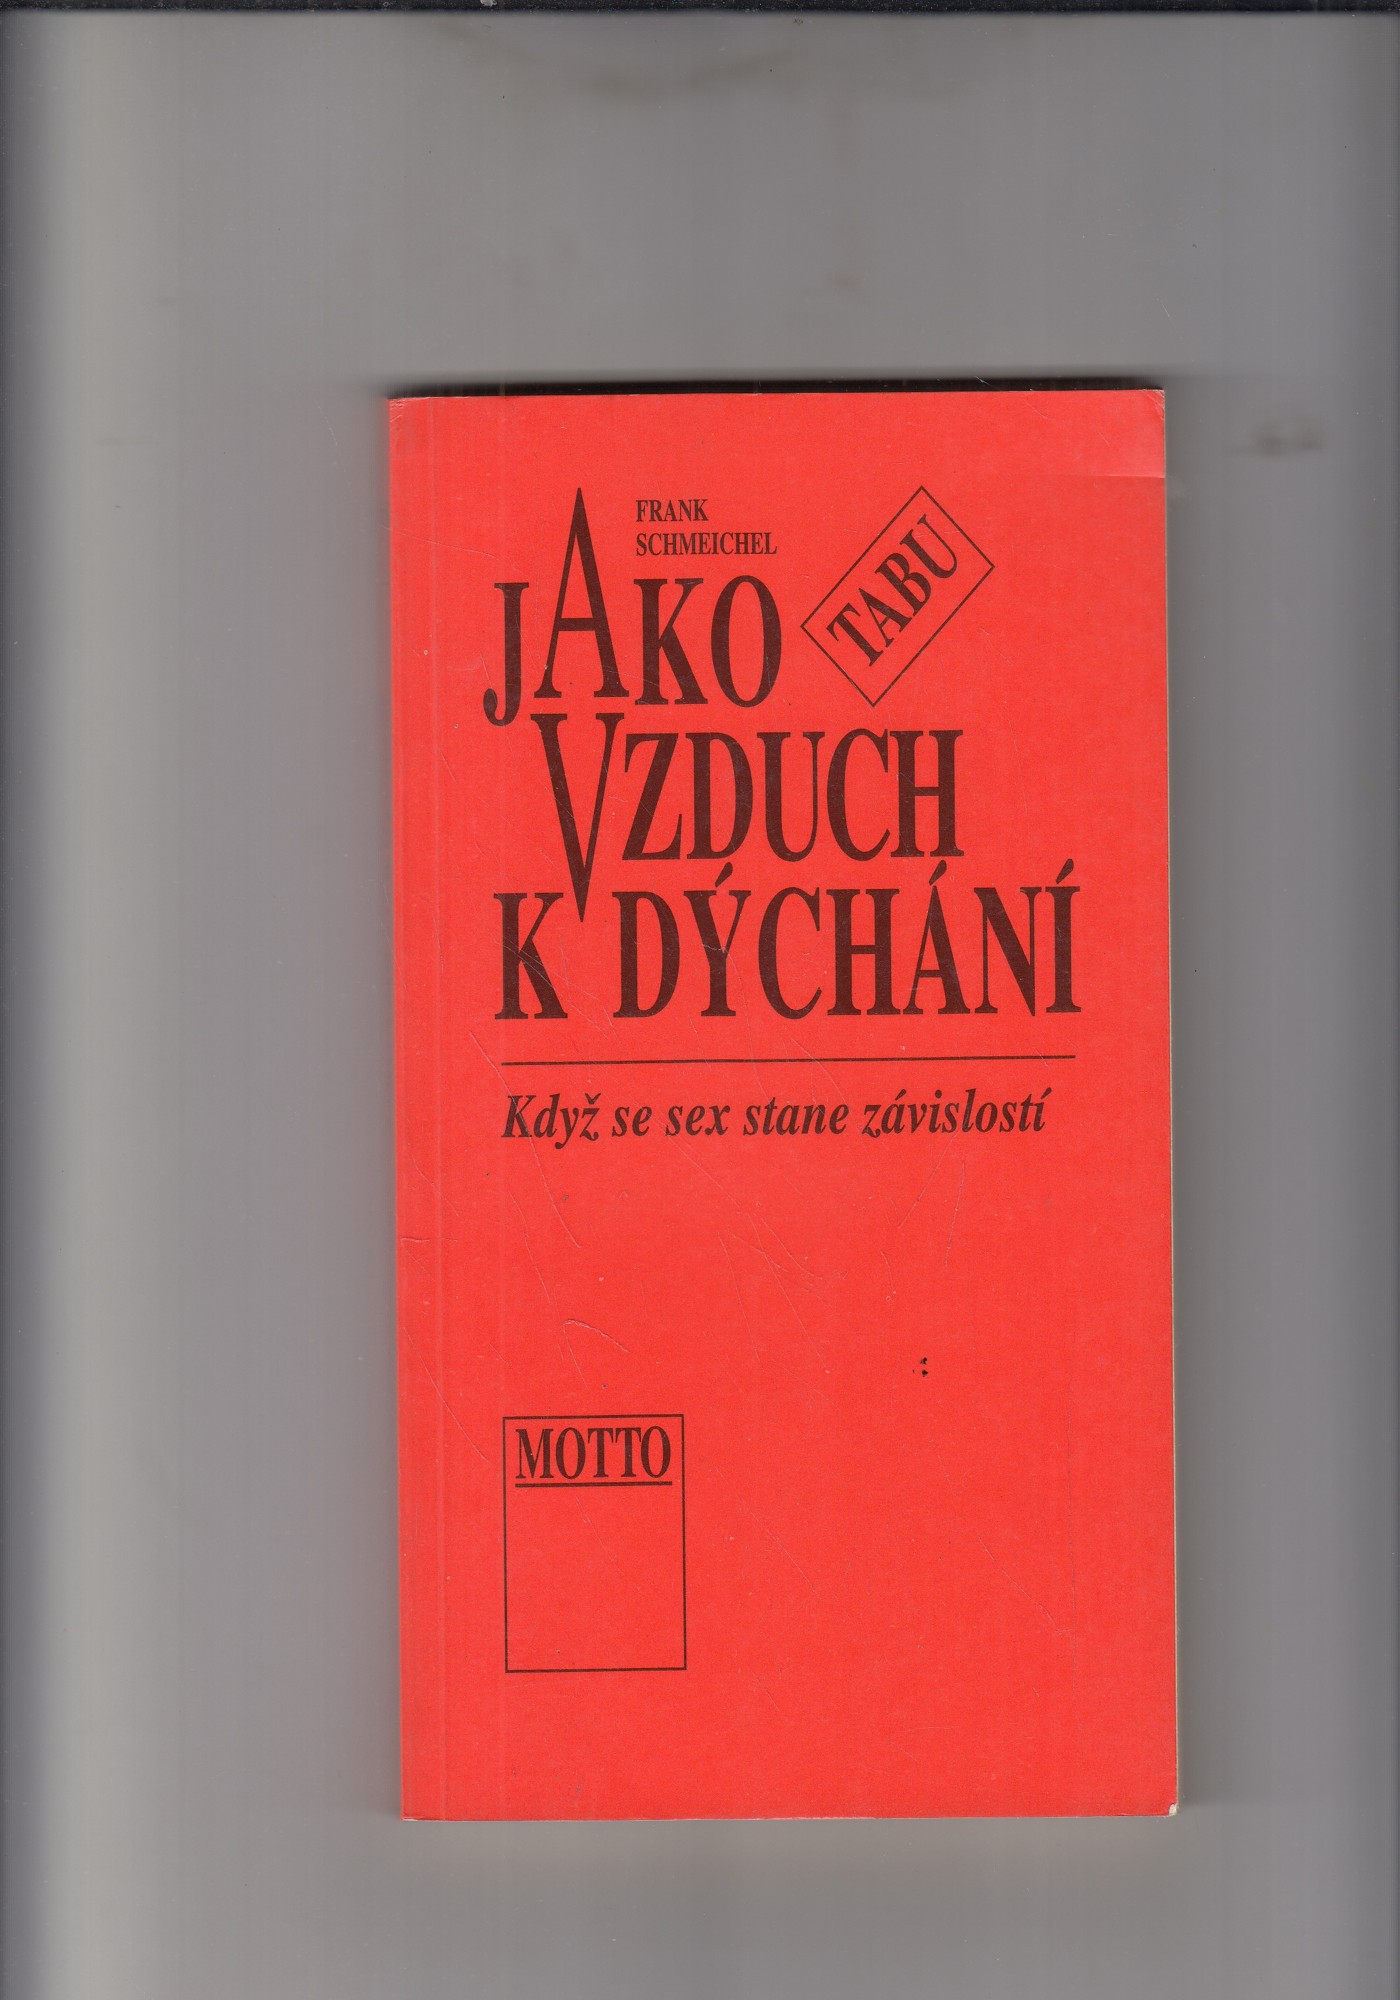 FRANK
SCHMEICHEL
TABU
JAKO
VZDUCH
K DÝCHÁNÍ
Když se sex stane závislostí
MOTTO